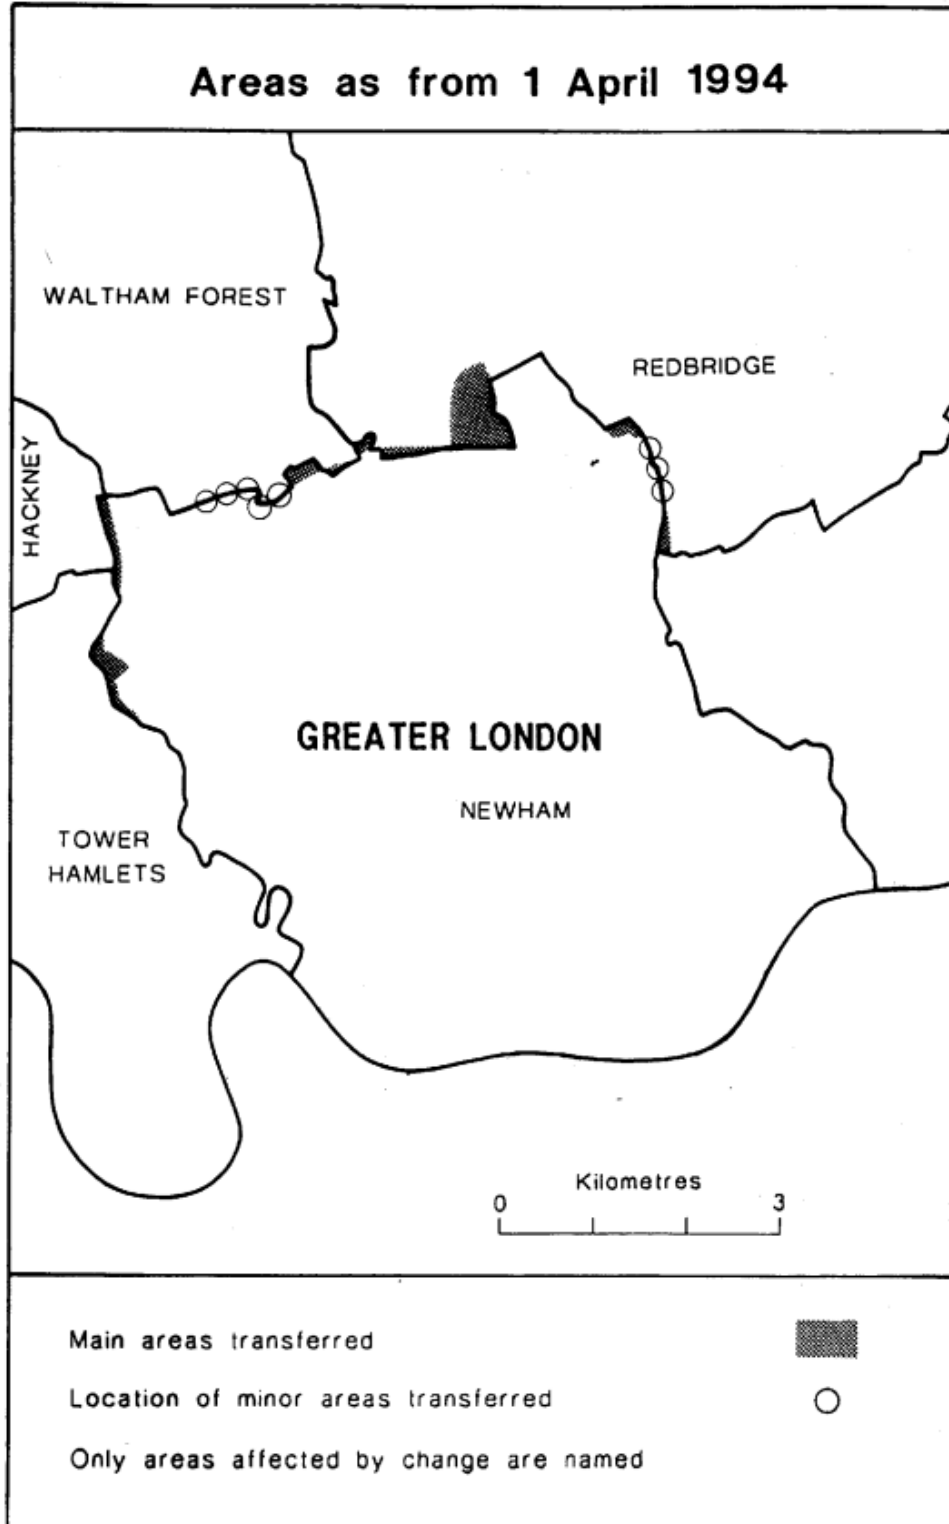 Areas as from 1 April 1994
WALTHAM FOREST
REDBRIDGE
HACKNEY
GREATER LONDON
NEWHAM
TOWER
HAMLETS
Kilometres
0 3
Main areas transferred
Location of minor areas transferred
Only areas affected by change are named